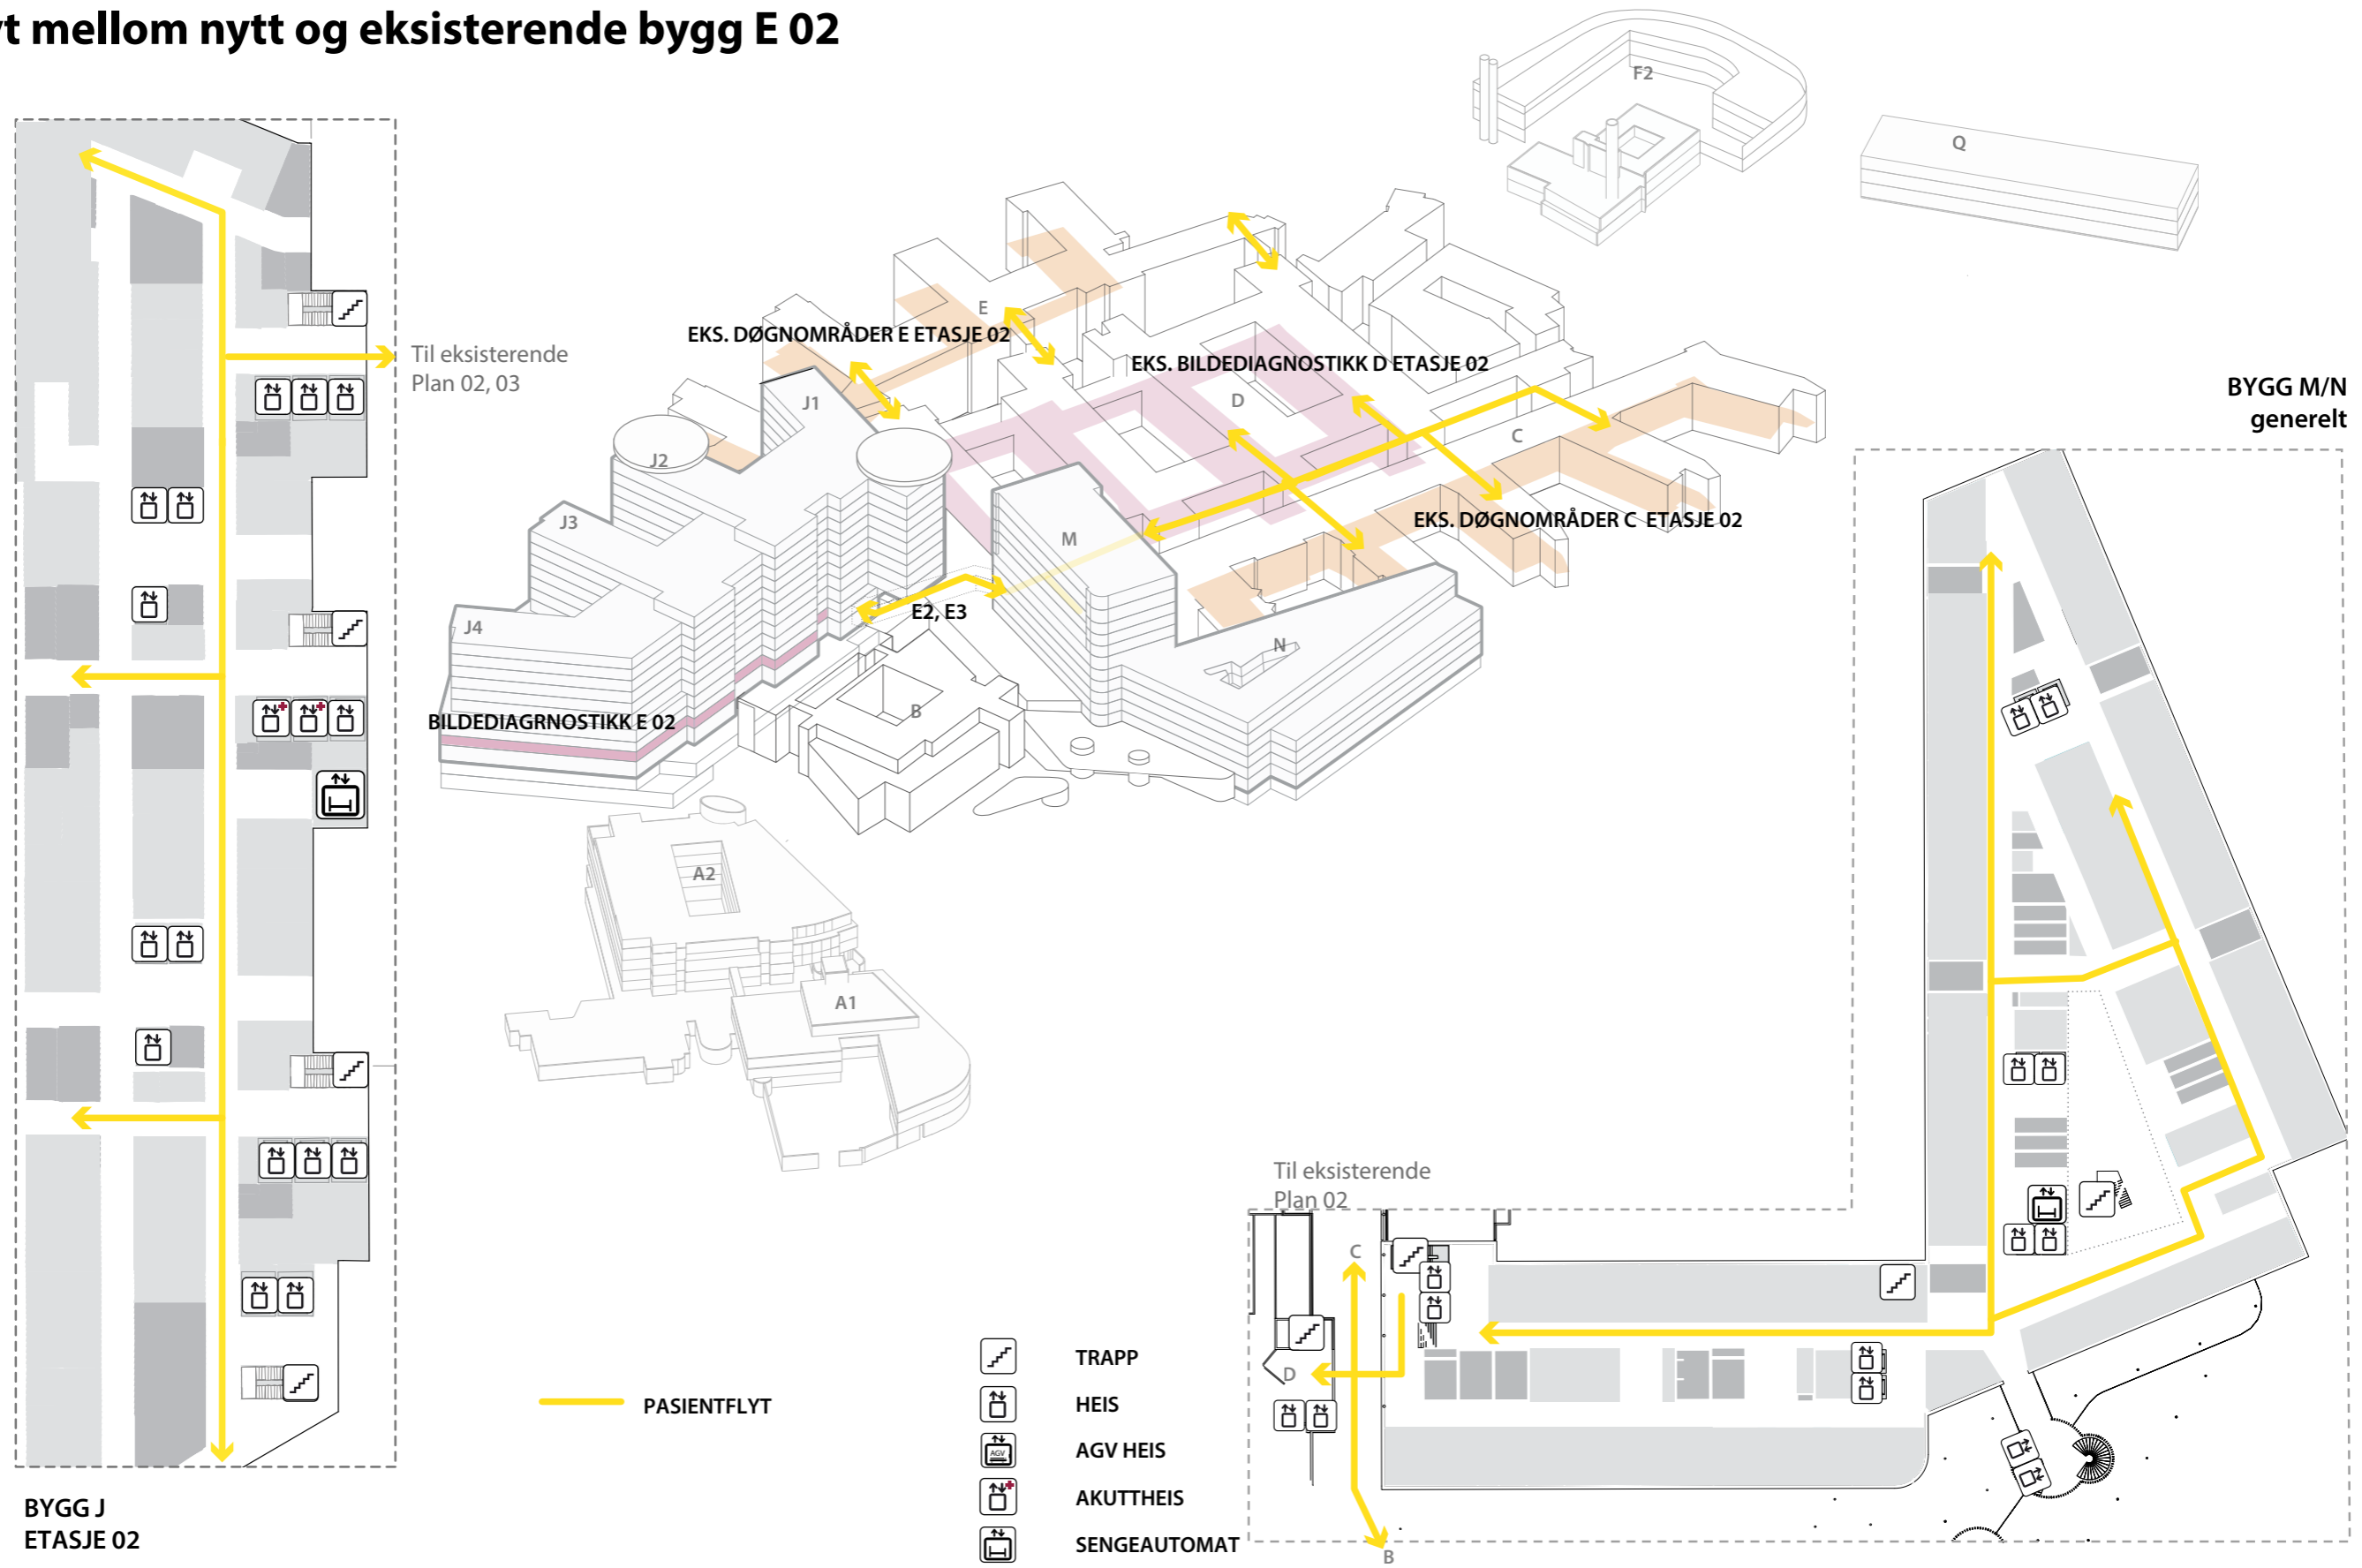 yt mellom nytt og eksisterende bygg E 02
F2
Q
Til eksisterende
Plan 02, 03
E
EKS. DØGNOMRÅDER E ETASJE 02
EKS. BILDEDIAGNOSTIKK D ETASJE 02
J1
D
BYGG M/N
generelt
C
J2
J3
M
EKS. DØGNOMRÅDER C ETASJE 02
E2, E3
J4
N
B
BILDEDIAGRNOSTIKK E 02
A2
A1
Til eksisterende
Plan 02
C
D
B
PASIENTFLYT
TRAPP
HEIS
AGV
AGV HEIS
AKUTTHEIS
SENGEAUTOMAT
BYGG J
ETASJE 02